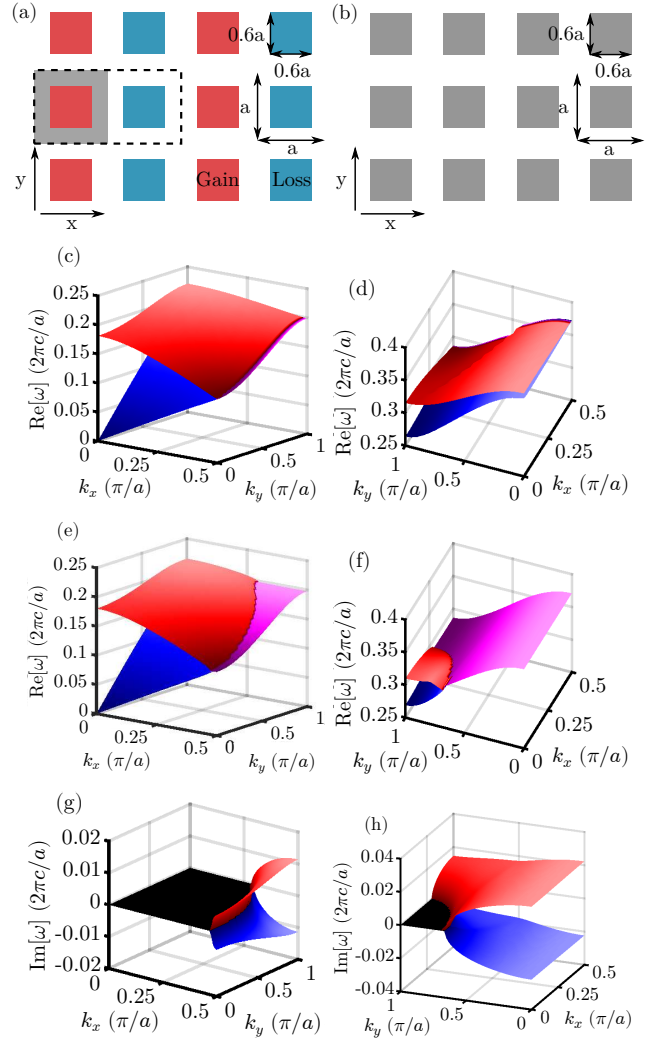 (a)
0.6a
0.6a
a
a
y
x
Gain
Loss
(b)
0.6a
0.6a
a
a
y
x
(c)
Re[ω] (2πc/a)
0.25
0.2
0.15
0.1
0.05
0
0
0.25
0.5
k_x (π/a)
0
0.5
1
k_y (π/a)
(d)
Re[ω] (2πc/a)
0.4
0.35
0.3
0.25
1
0.5
0
k_y (π/a)
0
0.25
0.5
k_x (π/a)
(e)
Re[ω] (2πc/a)
0.25
0.2
0.15
0.1
0.05
0
0
0.25
0.5
k_x (π/a)
0
0.5
1
k_y (π/a)
(f)
Re[ω] (2πc/a)
0.4
0.35
0.3
0.25
1
0.5
0
k_y (π/a)
0
0.25
0.5
k_x (π/a)
(g)
Im[ω] (2πc/a)
0.02
0.01
0
-0.01
-0.02
0
0.25
0.5
k_x (π/a)
0
0.5
1
k_y (π/a)
(h)
Im[ω] (2πc/a)
0.04
0.02
0
-0.02
-0.04
1
0.5
0
k_y (π/a)
0
0.25
0.5
k_x (π/a)